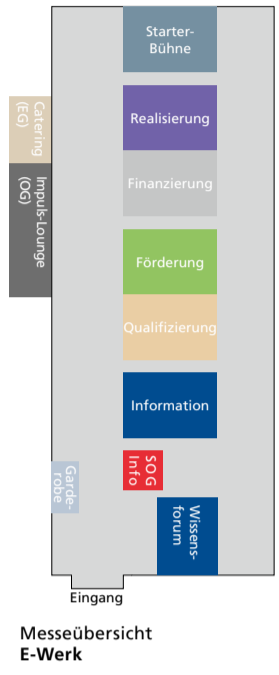 Starter-
Bühne
Realisierung
Catering
(EG)
Finanzierung
Impuls-Lounge
(OG)
Förderung
Qualifizierung
Information
SOG
Info
Garde-
robe
Wissens-
forum
Eingang
Messeübersicht
E-Werk